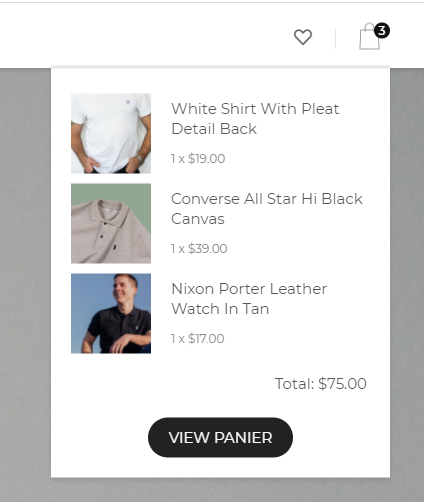 3
White Shirt With Pleat
Detail Back
1 x $19.00
Converse All Star Hi Black
Canvas
1 x $39.00
Nixon Porter Leather
Watch In Tan
1 x $17.00
Total: $75.00
VIEW PANIER